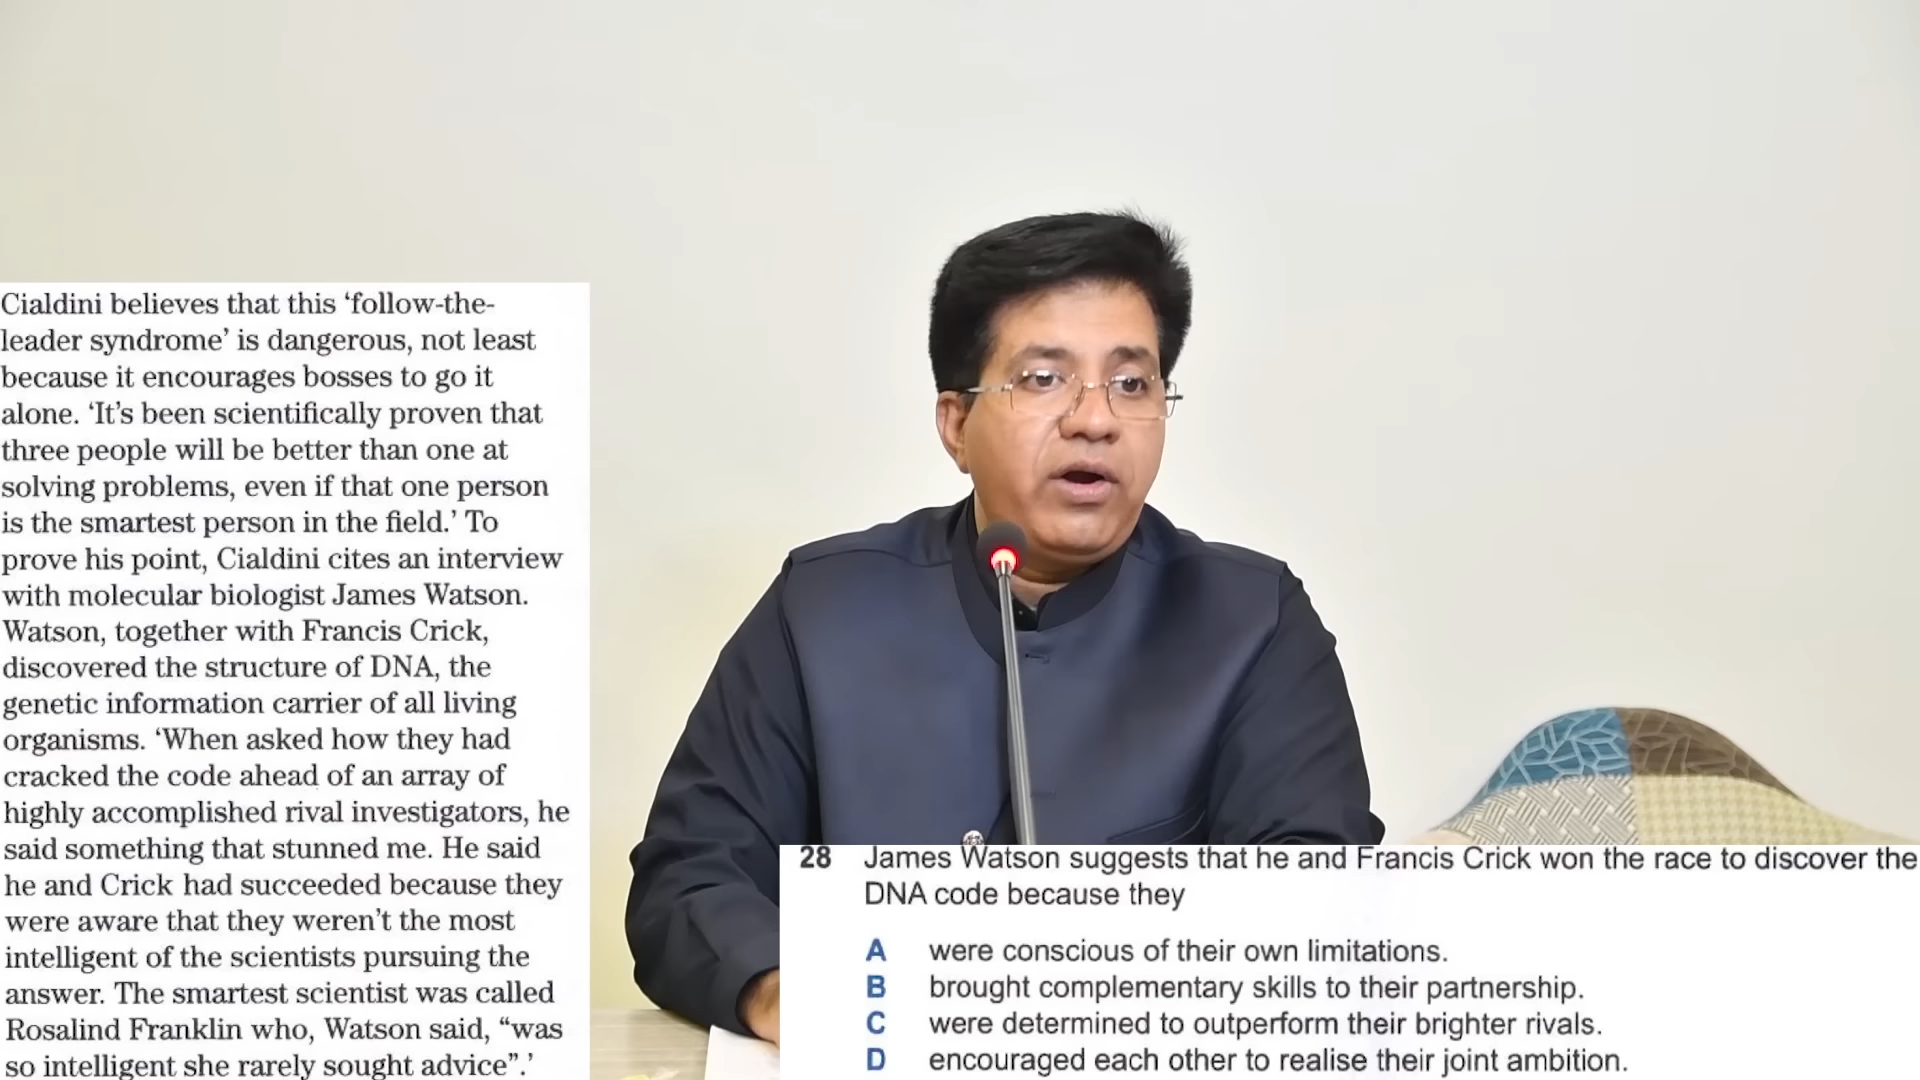 Cialdini believes that this ‘follow-the-
leader syndrome’ is dangerous, not least
because it encourages bosses to go it
alone. ‘It’s been scientifically proven that
three people will be better than one at
solving problems, even if that one person
is the smartest person in the field.’ To
prove his point, Cialdini cites an interview
with molecular biologist James Watson.
Watson, together with Francis Crick,
discovered the structure of DNA, the
genetic information carrier of all living
organisms. ‘When asked how they had
cracked the code ahead of an array of
highly accomplished rival investigators, he
said something that stunned me. He said
he and Crick had succeeded because they
were aware that they weren’t the most
intelligent of the scientists pursuing the
answer. The smartest scientist was called
Rosalind Franklin who, Watson said, “was
so intelligent she rarely sought advice”.’
28 James Watson suggests that he and Francis Crick won the race to discover the
DNA code because they
A were conscious of their own limitations.
B brought complementary skills to their partnership.
C were determined to outperform their brighter rivals.
D encouraged each other to realise their joint ambition.